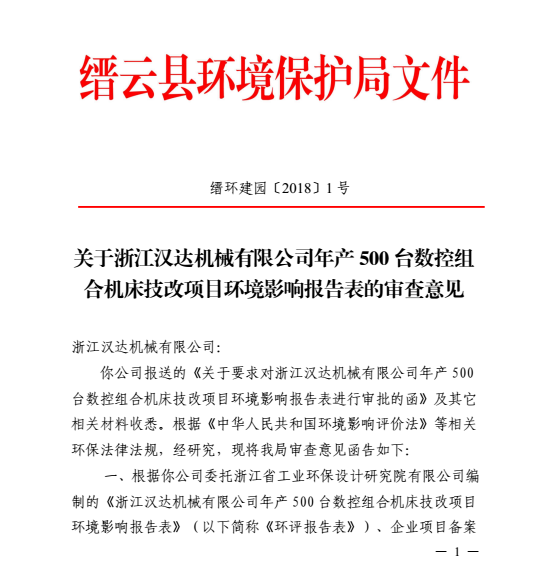 缙云县环境保护局文件
缙环建园〔2018〕1 号
关于浙江汉达机械有限公司年产 500 台数控组
合机床技改项目环境影响报告表的审查意见
浙江汉达机械有限公司：
你公司报送的《关于要求对浙江汉达机械有限公司年产 500
台数控组合机床技改项目环境影响报告表进行审批的函》及其它
相关材料收悉。根据《中华人民共和国环境影响评价法》等相关
环保法律法规，经研究，现将我局审查意见函告如下：
一、根据你公司委托浙江省工业环保设计研究院有限公司编
制的《浙江汉达机械有限公司年产 500 台数控组合机床技改项目
环境影响报告表》（以下简称《环评报告表》）、企业项目备案
— 1 —